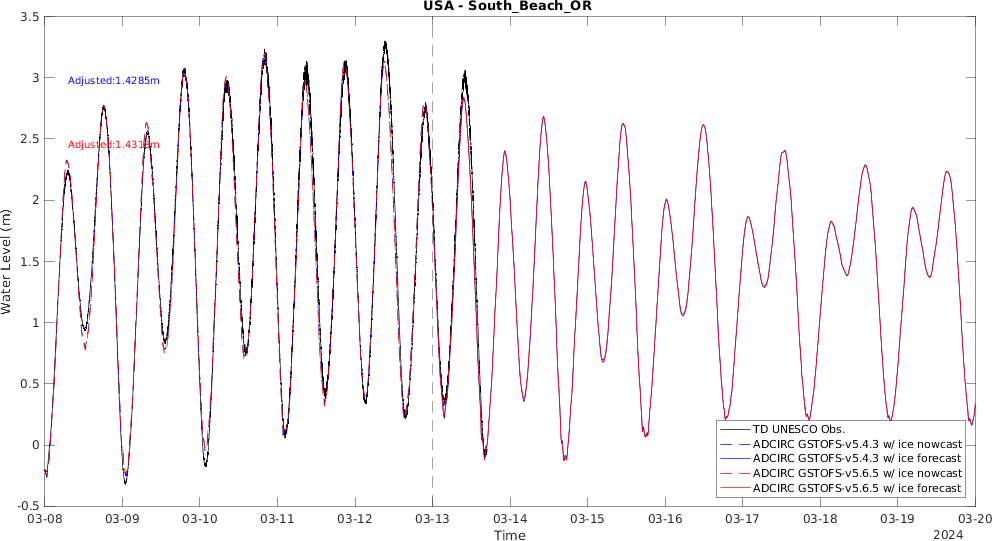 USA - South_Beach_OR
3.5
3
2.5
2
1.5
1
0.5
0
-0.5
Water Level (m)
Adjusted:1.4285m
03-08
03-09
03-10
03-11
03-12
03-13
03-14
03-15
03-16
03-17
03-18
03-19
03-20
Time
2024
TD UNESCO Obs.
ADCIRC GSTOFS-v5.4.3 w/ ice nowcast
ADCIRC GSTOFS-v5.4.3 w/ ice forecast
ADCIRC GSTOFS-v5.6.5 w/ ice nowcast
ADCIRC GSTOFS-v5.6.5 w/ ice forecast